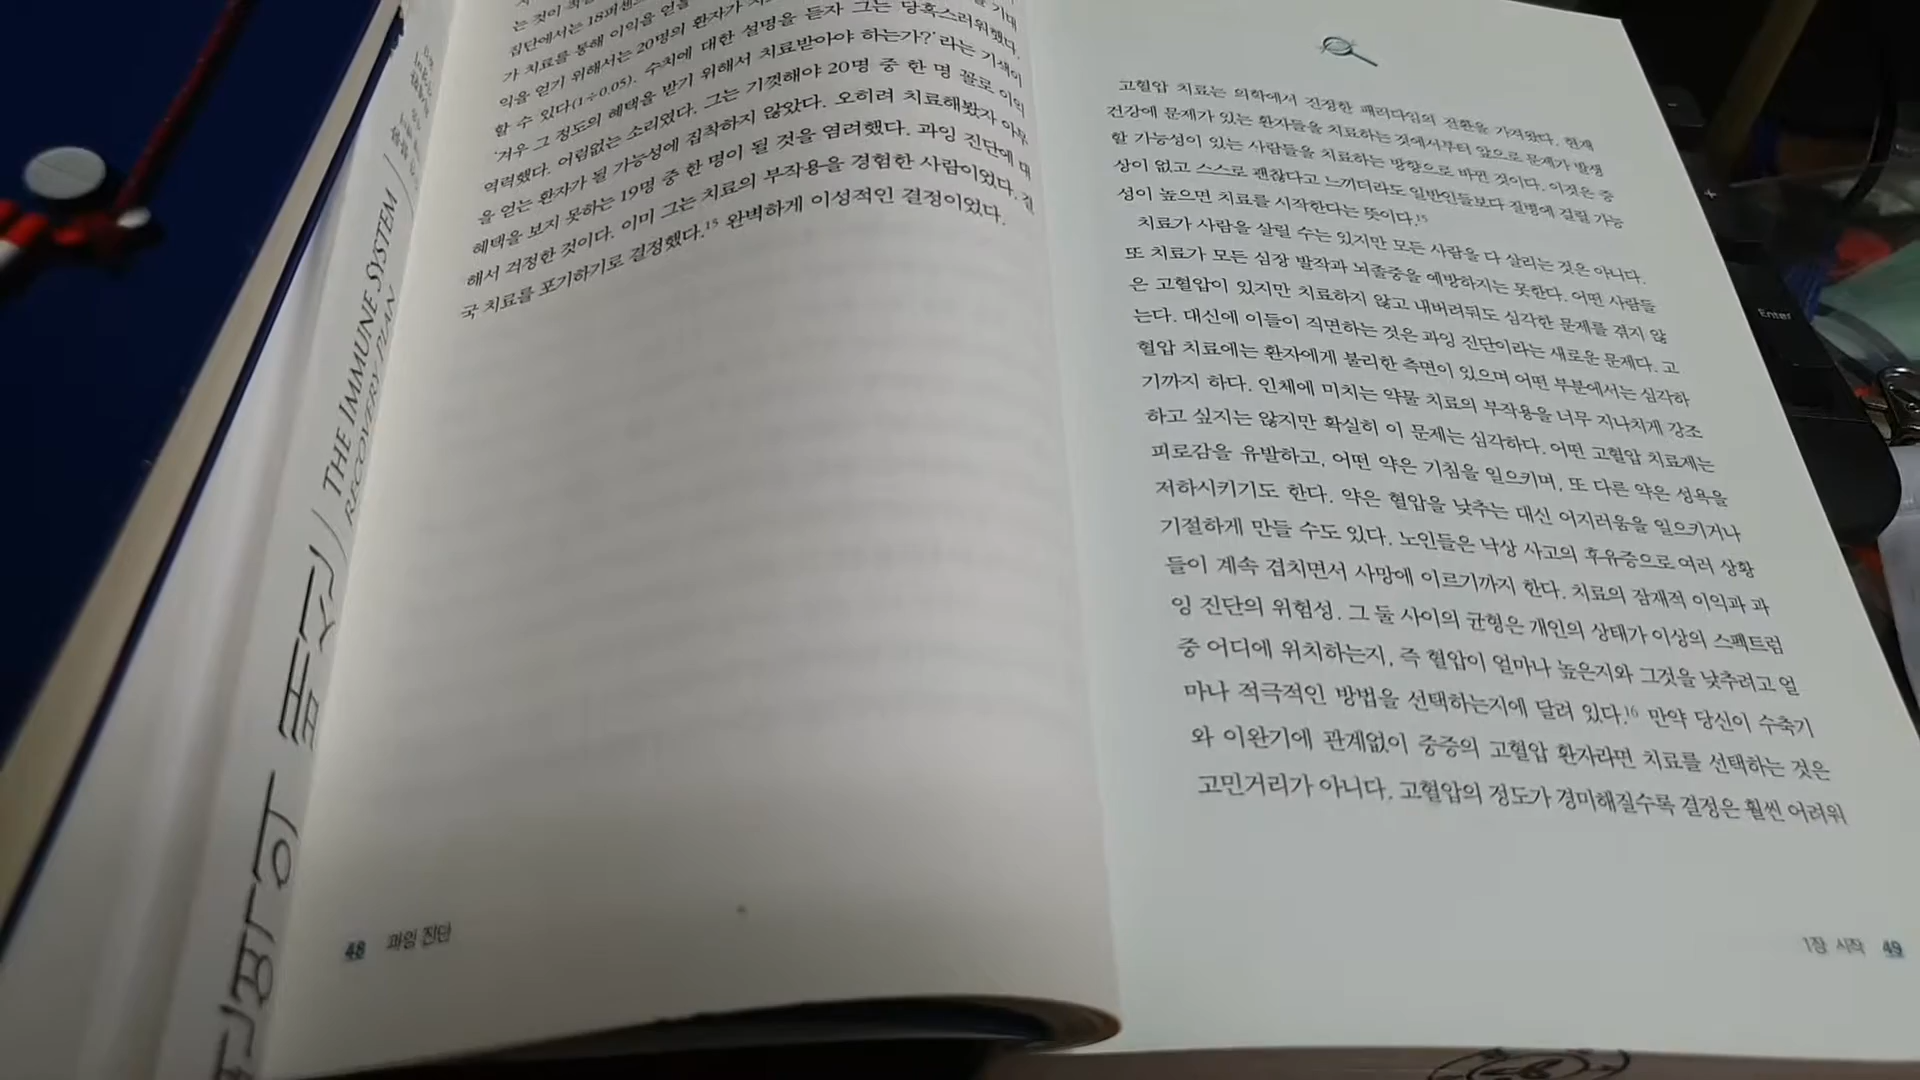 집단에서는 18퍼센
가 치료를 통해 이익을 얻을
익을 얻기 위해서는 20명의 환자가
할 수 있다(1÷0.05). 수치에 대한 설명을 듣자 그는 당혹스러워했다.
'겨우 그 정도의 혜택을 받기 위해서 치료받아야 하는가?'라는 기색이
역력했다. 어림없는 소리였다. 그는 기껏해야 20명 중 한 명 꼴로 이익
을 얻는 환자가 될 가능성에 집착하지 않았다. 오히려 치료해봤자 아무
혜택을 보지 못하는 19명 중 한 명이 될 것을 염려했다. 과잉 진단에 대
해서 걱정한 것이다. 이미 그는 치료의 부작용을 경험한 사람이었다. 결
국 치료를 포기하기로 결정했다.15 완벽하게 이성적인 결정이었다.
48 과잉 진단
고혈압 치료는 의학에서 진정한 패러다임의 전환을 가져왔다. 현재
건강에 문제가 있는 환자들을 치료하는 것에서부터 앞으로 문제가 발생
할 가능성이 있는 사람들을 치료하는 방향으로 바뀐 것이다. 이것은 증
상이 없고 스스로 괜찮다고 느끼더라도 일반인들보다 질병에 걸릴 가능
성이 높으면 치료를 시작한다는 뜻이다.15
치료가 사람을 살릴 수는 있지만 모든 사람을 다 살리는 것은 아니다.
또 치료가 모든 심장 발작과 뇌졸중을 예방하지는 못한다. 어떤 사람들
은 고혈압이 있지만 치료하지 않고 내버려둬도 심각한 문제를 겪지 않
는다. 대신에 이들이 직면하는 것은 과잉 진단이라는 새로운 문제다. 고
혈압 치료에는 환자에게 불리한 측면이 있으며 어떤 부분에서는 심각하
기까지 하다. 인체에 미치는 약물 치료의 부작용을 너무 지나치게 강조
하고 싶지는 않지만 확실히 이 문제는 심각하다. 어떤 고혈압 치료제는
피로감을 유발하고, 어떤 약은 기침을 일으키며, 또 다른 약은 성욕을
저하시키기도 한다. 약은 혈압을 낮추는 대신 어지러움을 일으키거나
기절하게 만들 수도 있다. 노인들은 낙상 사고의 후유증으로 여러 상황
들이 계속 겹치면서 사망에 이르기까지 한다. 치료의 잠재적 이익과 과
잉 진단의 위험성. 그 둘 사이의 균형은 개인의 상태가 이상의 스펙트럼
중 어디에 위치하는지, 즉 혈압이 얼마나 높은지와 그것을 낮추려고 얼
마나 적극적인 방법을 선택하는지에 달려 있다.16 만약 당신이 수축기
와 이완기에 관계없이 중증의 고혈압 환자라면 치료를 선택하는 것은
고민거리가 아니다. 고혈압의 정도가 경미해질수록 결정은 훨씬 어려워
1장 시작 49
THE IMMUNE SYSTEM
RECOVERY PLAN
Enter